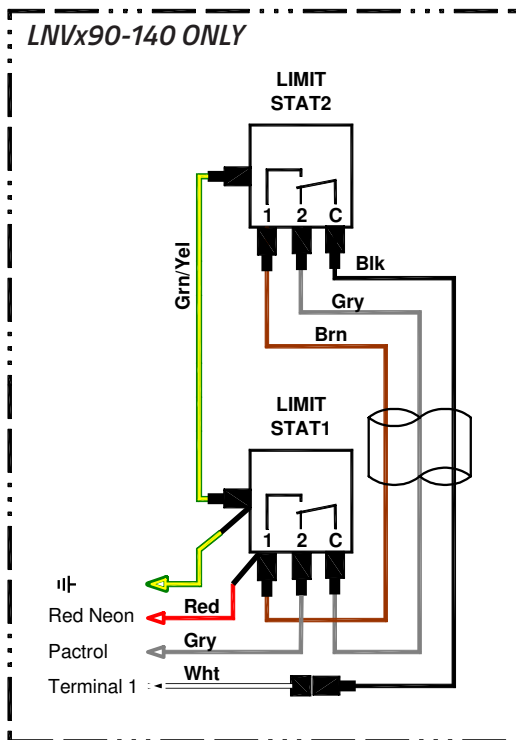 LNVx90-140 ONLY
LIMIT
STAT2
1 2 C
Grn/Yel
Blk
Gry
Brn
LIMIT
STAT1
1 2 C
Red Neon
Red
Pactrol
Gry
Terminal 1
Wht